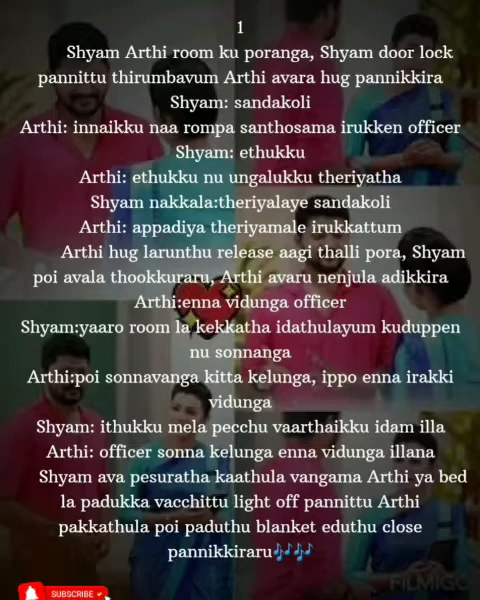 1
Shyam Arthi room ku poranga, Shyam door lock
pannittu thirumbavum Arthi avara hug pannikkira
Shyam: sandakoli
Arthi: innaikku naa rompa santhosama irukken officer
Shyam: ethukku
Arthi: ethukku nu ungalukku theriyatha
Shyam nakkala:theriyalaye sandakoli
Arthi: appadiya theriyamale irukkattum
Arthi hug larunthu release aagi thalli pora, Shyam
poi avala thookkuraru, Arthi avaru nenjula adikkira
Arthi:enna vidunga officer
Shyam:yaaro room la kekkatha idathulayum kuduppen
nu sonnanga
Arthi:poi sonnavanga kitta kelunga, ippo enna irakki
vidunga
Shyam: ithukku mela pecchu vaarthaikku idam illa
Arthi: officer sonna kelunga enna vidunga illana
Shyam ava pesuratha kaathula vangama Arthi ya bed
la padukka vacchittu light off pannittu Arthi
pakkathula poi paduthu blanket eduthu close
pannikkiraru🎶🎶
SUBSCRIBE
FILMIGO